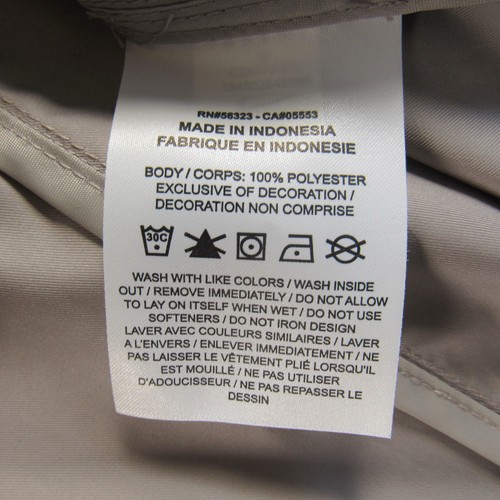 RN#56323 - CA#05553
MADE IN INDONESIA
FABRIQUE EN INDONESIE
BODY / CORPS: 100% POLYESTER
EXCLUSIVE OF DECORATION /
DECORATION NON COMPRISE
30C
WASH WITH LIKE COLORS / WASH INSIDE
OUT / REMOVE IMMEDIATELY / DO NOT ALLOW
TO LAY ON ITSELF WHEN WET / DO NOT USE
SOFTENERS / DO NOT IRON DESIGN
LAVER AVEC COULEURS SIMILAIRES / LAVER
A L'ENVERS / ENLEVER IMMEDIATEMENT / NE
PAS LAISSER LE VÊTEMENT PLIÉ LORSQU'IL
EST MOUILLÉ / NE PAS UTILISER
D'ADOUCISSEUR / NE PAS REPASSER LE
DESSIN